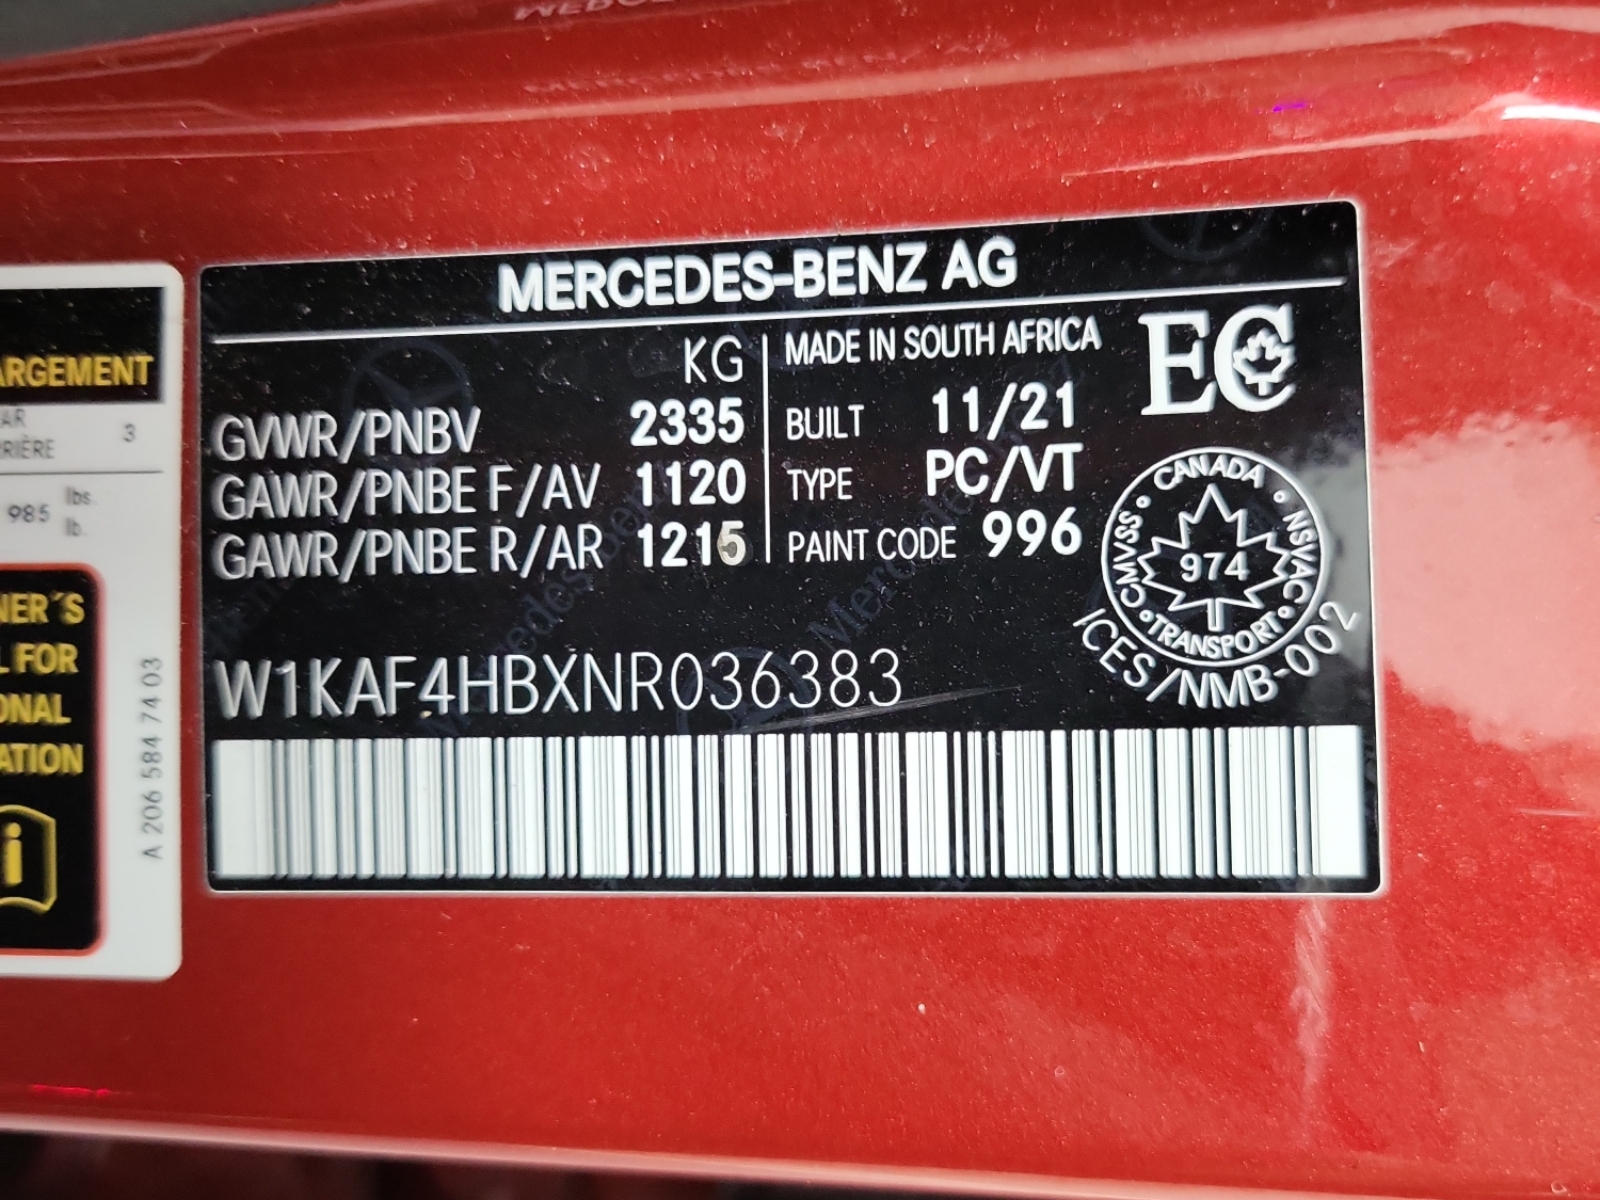 ARGEMENT
AR
RIÈRE 3
985 lbs.
lb.
NER´S
L FOR
ONAL
ATION
A 206 584 74 03
MERCEDES-BENZ AG
KG
GVWR/PNBV 2335
GAWR/PNBE F/AV 1120
GAWR/PNBE R/AR 1215
MADE IN SOUTH AFRICA
BUILT 11/21
TYPE PC/VT
PAINT CODE 996
EC
CANADA
CMVSS 974 NSVAC
TRANSPORT
ICES/NMB-002
W1KAF4HBXNR036383